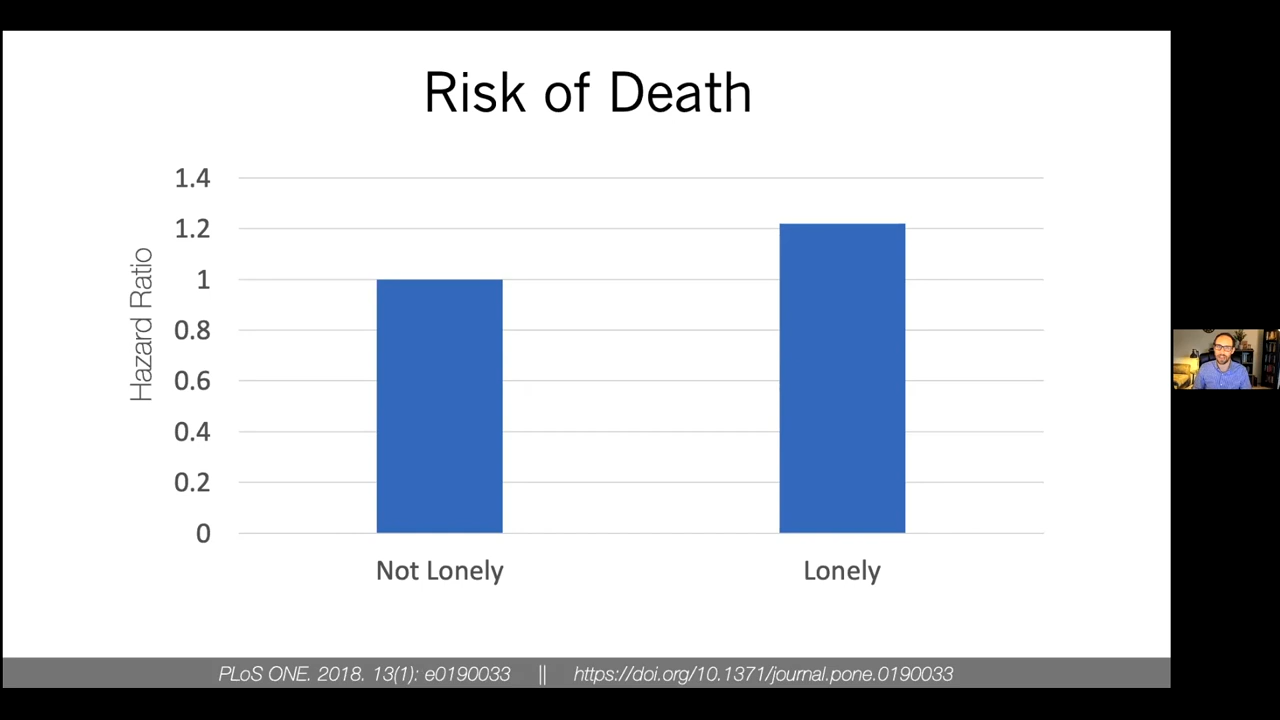 Risk of Death
Hazard Ratio
1.4
1.2
1
0.8
0.6
0.4
0.2
0
Not Lonely
Lonely
PLoS ONE. 2018. 13(1): e0190033 || https://doi.org/10.1371/journal.pone.0190033